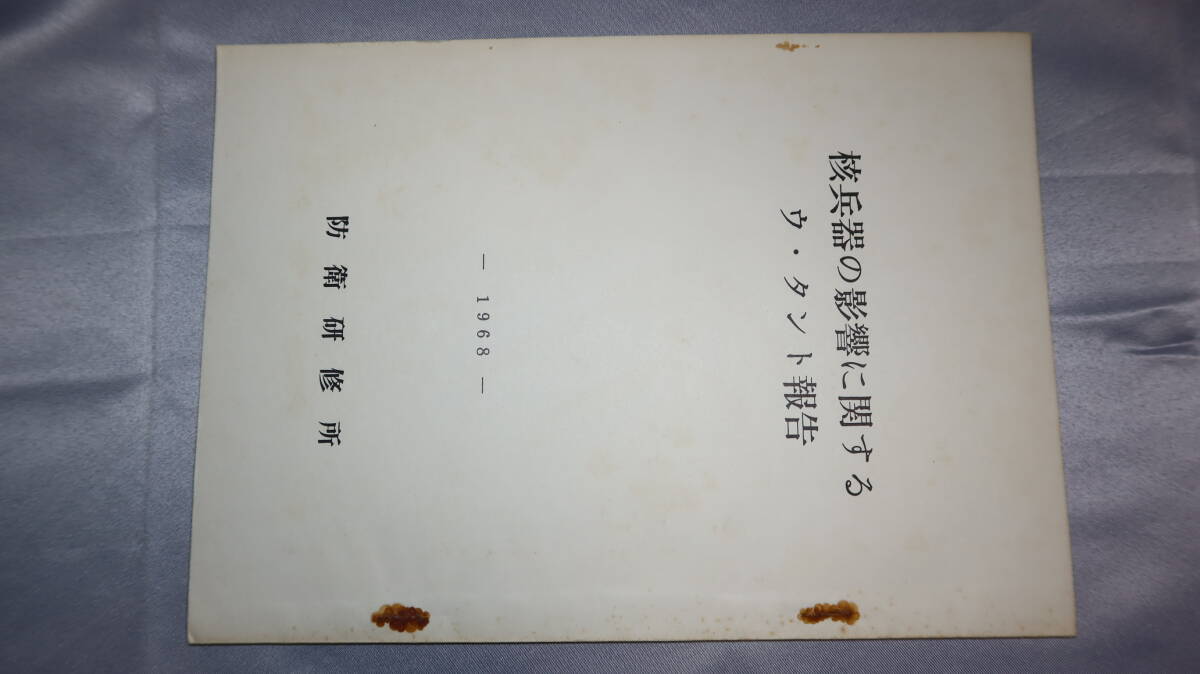 核兵器の影響に関する
ウ・タント報告
― 1968 ―
防衛研修所